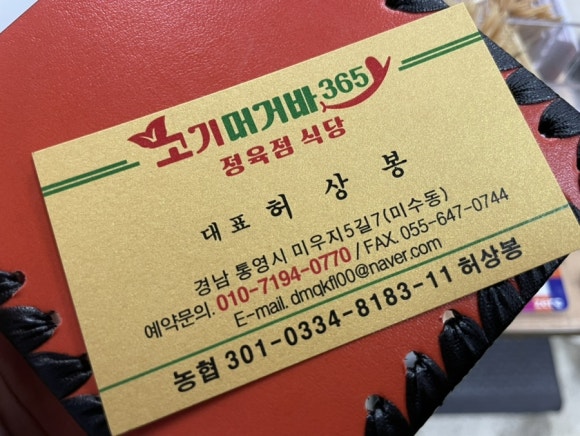 고기머거바365
정육점 식당
대표 허상봉
경남 통영시 미우지5길7(미수동)
예약문의. 010-7194-0770 / FAX. 055-647-0744
E-mail. dmqkfl00@naver.com
농협 301-0334-8183-11 허상봉